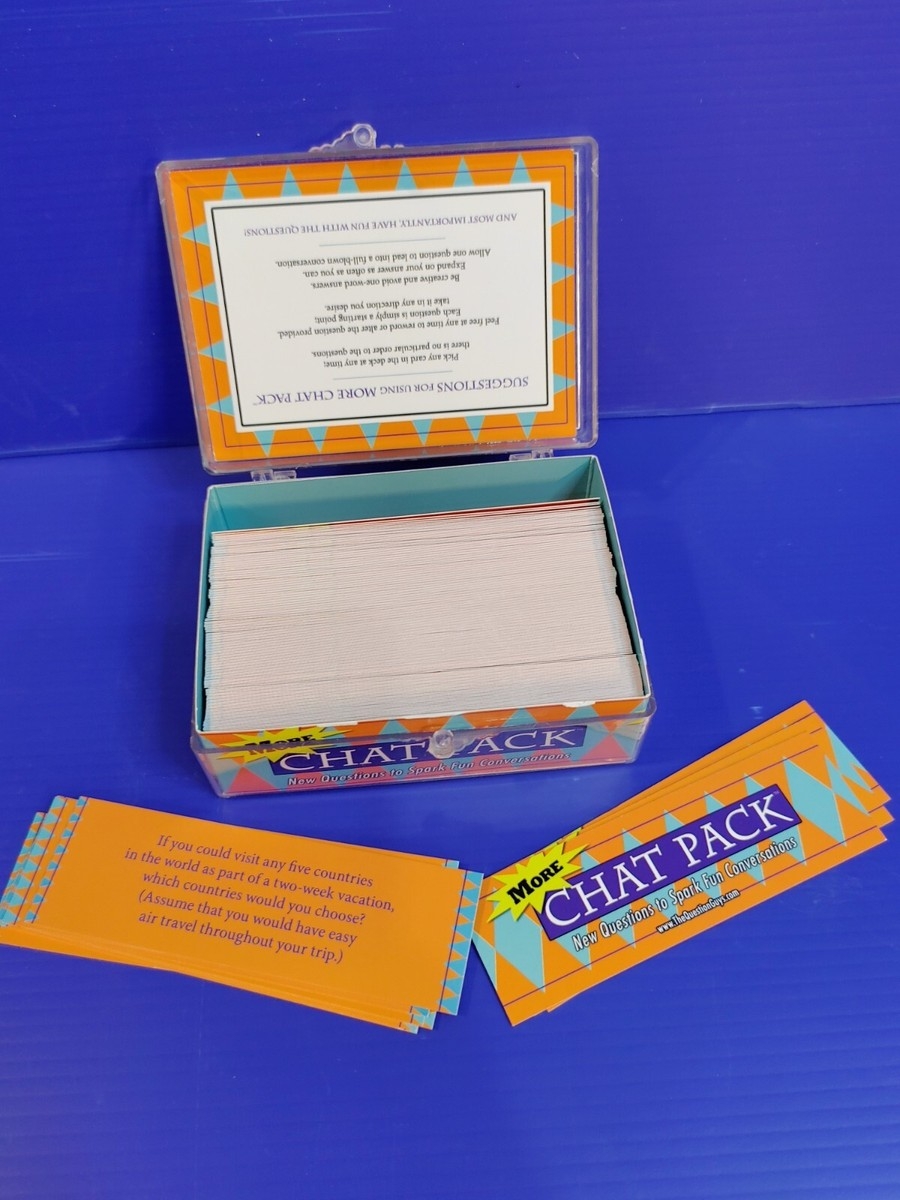 SUGGESTIONS FOR USING MORE CHAT PACK™
Pick any card in the deck at any time;
there is no particular order to the questions.
Feel free at any time to reword or alter the question provided.
Each question is simply a starting point;
take it in any direction you desire.
Be creative and avoid one-word answers.
Expand on your answer as often as you can.
Allow one question to lead into a full-blown conversation.
AND MOST IMPORTANTLY, HAVE FUN WITH THE QUESTIONS!
MORE
CHAT PACK
New Questions to Spark Fun Conversations
If you could visit any five countries
in the world as part of a two-week vacation,
which countries would you choose?
(Assume that you would have easy
air travel throughout your trip.)
MORE
CHAT PACK™
New Questions to Spark Fun Conversations
www.TheQuestionGuys.com